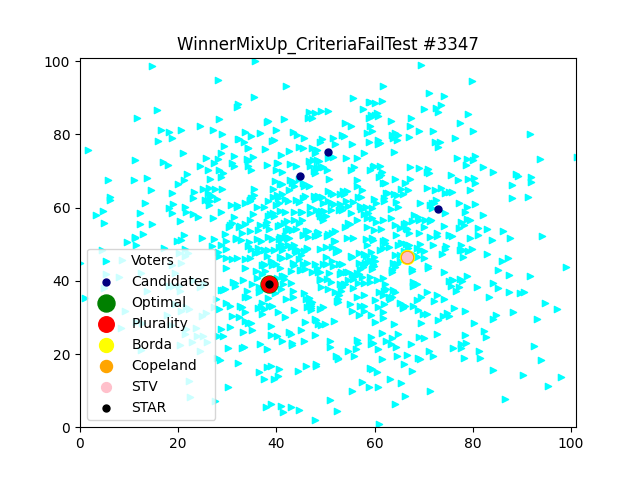 WinnerMixUp_CriteriaFailTest #3347
100
80
60
40
20
0
0 20 40 60 80 100
Voters
Candidates
Optimal
Plurality
Borda
Copeland
STV
STAR